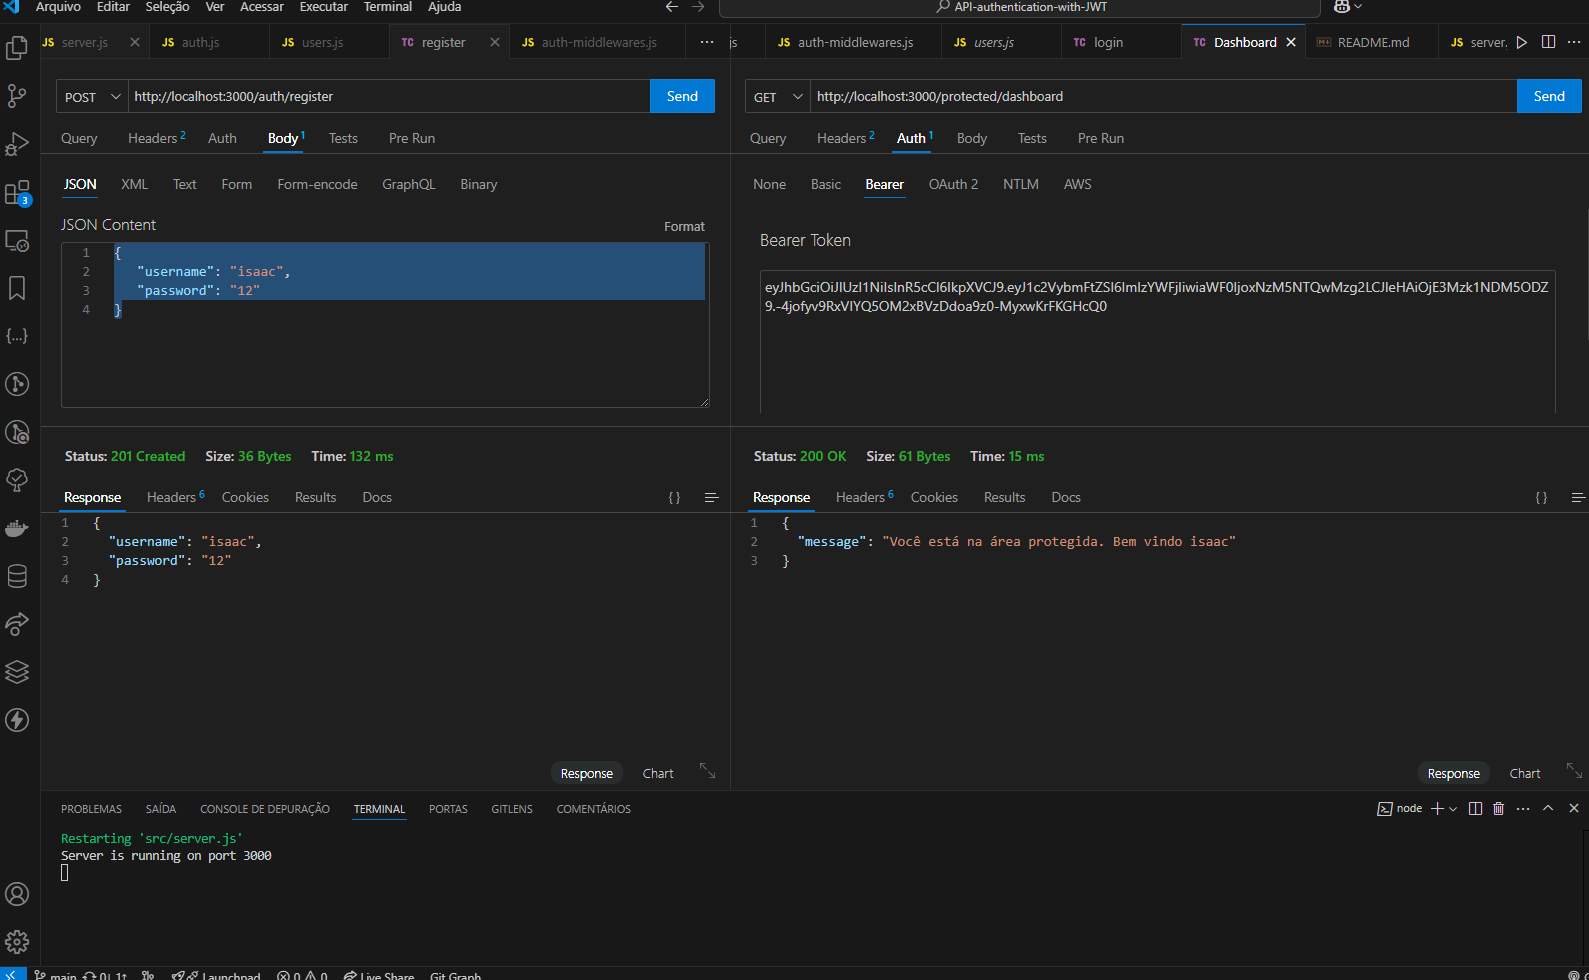 Arquivo Editar Seleção Ver Acessar Executar Terminal Ajuda
API-authentication-with-JWT
JS server.js
JS auth.js
JS users.js
TC register
JS auth-middlewares.js
js
JS auth-middlewares.js
JS users.js
TC login
TC Dashboard
README.md
JS server.
POST http://localhost:3000/auth/register Send
Query Headers 2 Auth Body 1 Tests Pre Run
JSON XML Text Form Form-encode GraphQL Binary
JSON Content Format
1 {
2 "username": "isaac",
3 "password": "12"
4 }
Status: 201 Created Size: 36 Bytes Time: 132 ms
Response Headers 6 Cookies Results Docs { }
1 {
2 "username": "isaac",
3 "password": "12"
4 }
Response Chart
GET http://localhost:3000/protected/dashboard Send
Query Headers 2 Auth 1 Body Tests Pre Run
None Basic Bearer OAuth 2 NTLM AWS
Bearer Token
Status: 200 OK Size: 61 Bytes Time: 15 ms
Response Headers 6 Cookies Results Docs { }
1 {
2 "message": "Você está na área protegida. Bem vindo isaac"
3 }
Response Chart
3
PROBLEMAS SAÍDA CONSOLE DE DEPURAÇÃO TERMINAL PORTAS GITLENS COMENTÁRIOS
node
Restarting 'src/server.js'
Server is running on port 3000
main 0↓ 1↑ Launchpad 0 0 Live Share Git Graph